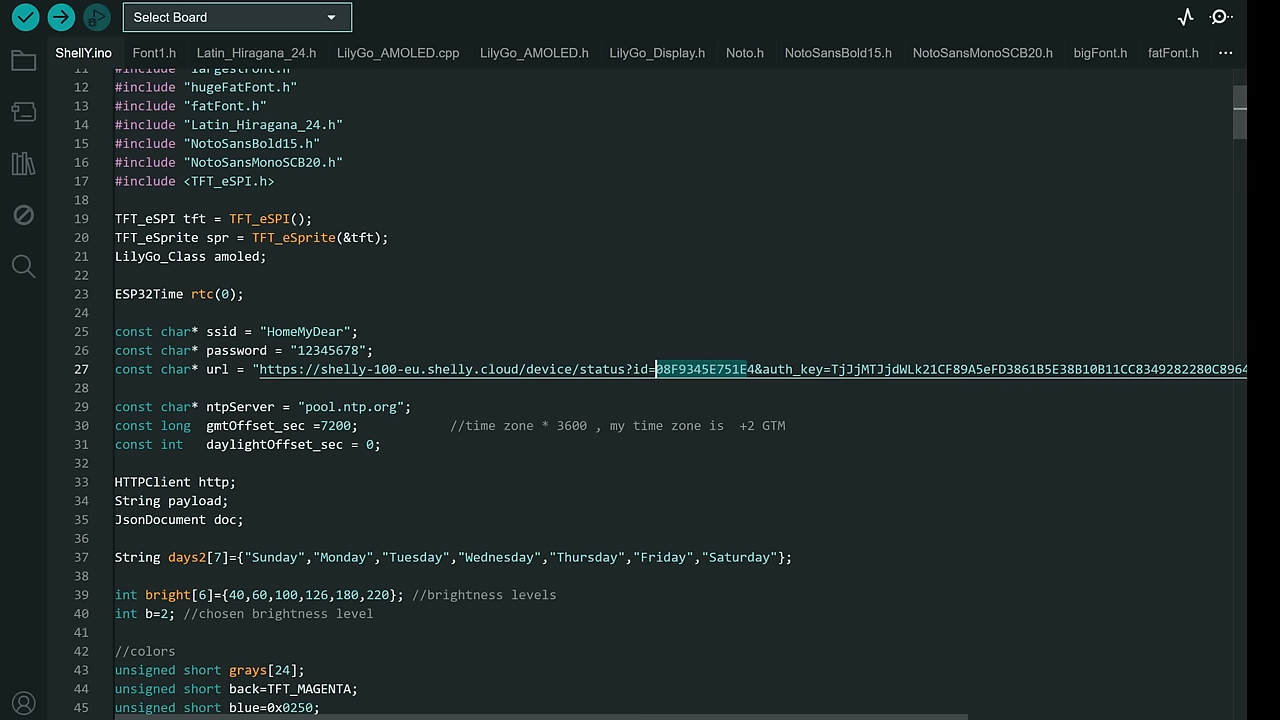 Select Board
ShellY.ino Font1.h Latin_Hiragana_24.h LilyGo_AMOLED.cpp LilyGo_AMOLED.h LilyGo_Display.h Noto.h NotoSansBold15.h NotoSansMonoSCB20.h bigFont.h fatFont.h ...
11 #include "largestFont.h"
12 #include "hugeFatFont.h"
13 #include "fatFont.h"
14 #include "Latin_Hiragana_24.h"
15 #include "NotoSansBold15.h"
16 #include "NotoSansMonoSCB20.h"
17 #include <TFT_eSPI.h>
18
19 TFT_eSPI tft = TFT_eSPI();
20 TFT_eSprite spr = TFT_eSprite(&tft);
21 LilyGo_Class amoled;
22
23 ESP32Time rtc(0);
24
25 const char* ssid = "HomeMyDear";
26 const char* password = "12345678";
27 const char* url = "https://shelly-100-eu.shelly.cloud/device/status?id=08F9345E751E4&auth_key=TjJjMTJjdWLk21CF89A5eFD3861B5E38B10B11CC8349282280C8964
28
29 const char* ntpServer = "pool.ntp.org";
30 const long  gmtOffset_sec =7200;            //time zone * 3600 , my time zone is  +2 GTM
31 const int   daylightOffset_sec = 0;
32
33 HTTPClient http;
34 String payload;
35 JsonDocument doc;
36
37 String days2[7]={"Sunday","Monday","Tuesday","Wednesday","Thursday","Friday","Saturday"};
38
39 int bright[6]={40,60,100,126,180,220}; //brightness levels
40 int b=2; //chosen brightness level
41
42 //colors
43 unsigned short grays[24];
44 unsigned short back=TFT_MAGENTA;
45 unsigned short blue=0x0250;